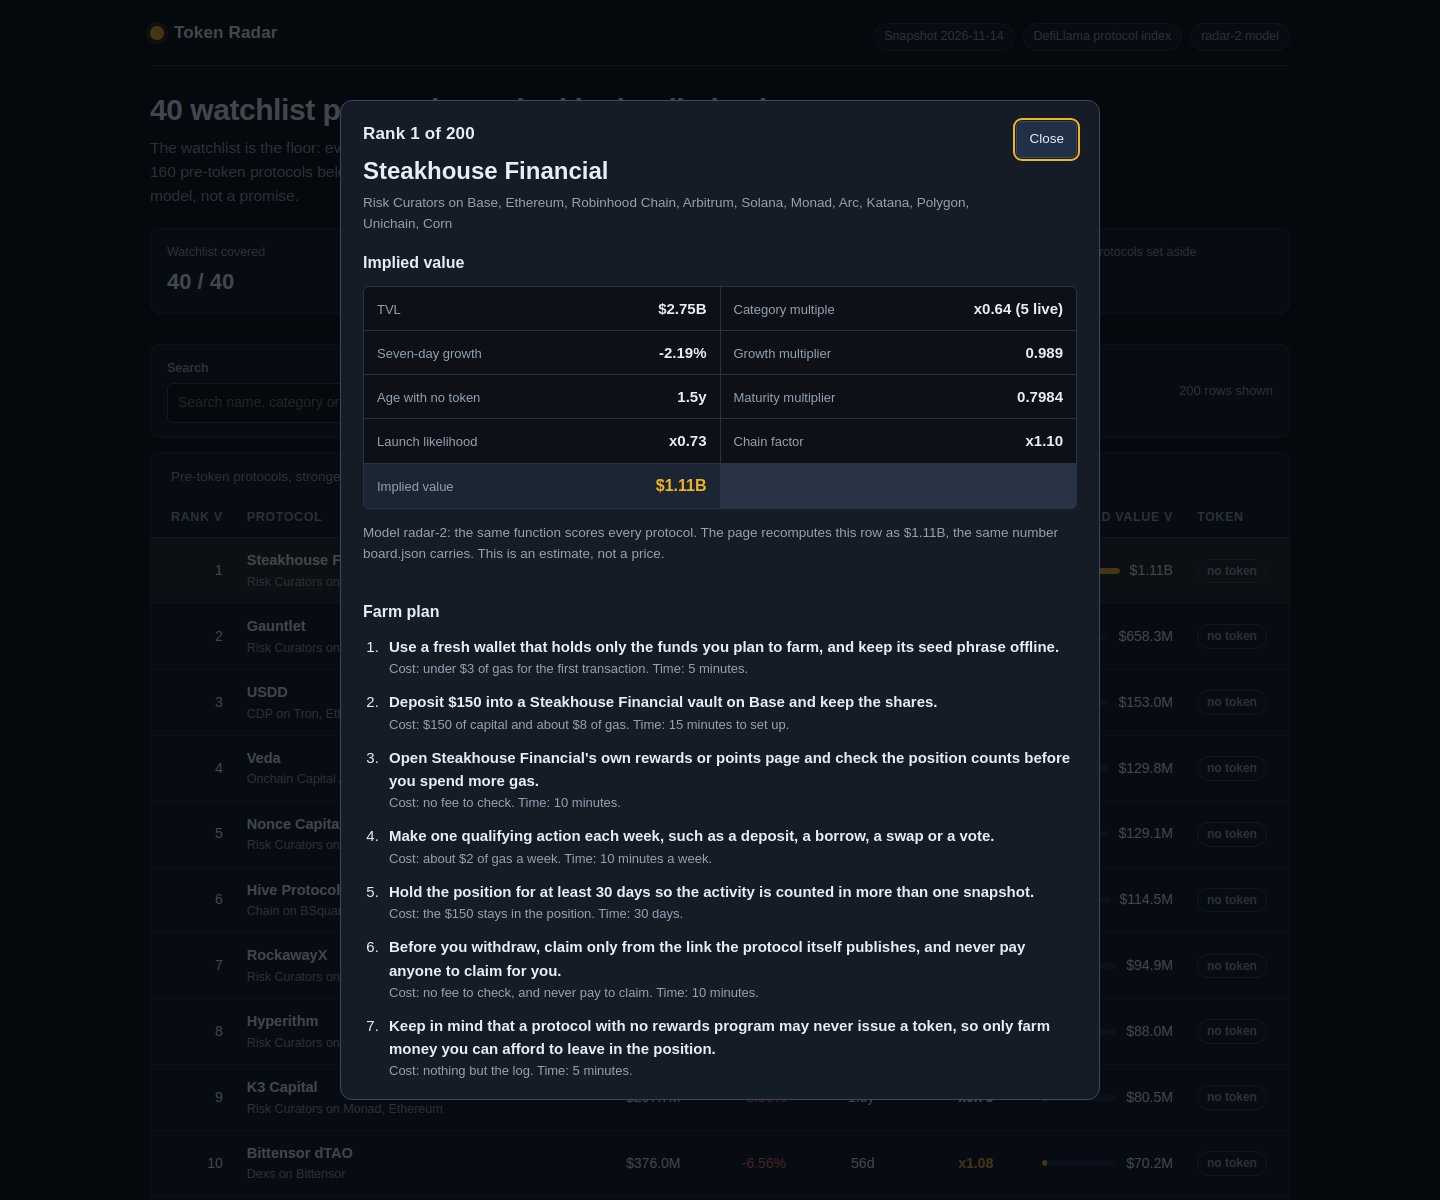 Token Radar
Snapshot 2026-11-14
DefiLlama protocol index
radar-2 model
40 watchlist
The watchlist is the floor:
160 pre-token protocols
model, not a promise.
Watchlist covered
40 / 40
set aside
Search
Search name, category or
200 rows shown
Pre-token protocols,
RANK V PROTOCOL VALUE V TOKEN
1 Steakhouse $1.11B no token
Risk Curators on
2 Gauntlet $658.3M no token
Risk Curators on
3 USDD $153.0M no token
CDP on Tron,
4 Veda $129.8M no token
Onchain Capital
5 Nonce $129.1M no token
Risk Curators on
6 Hive Protocol $114.5M no token
Chain on
7 RockawayX $94.9M no token
Risk Curators on
8 Hyperithm $88.0M no token
Risk Curators on
9 K3 Capital $80.5M no token
Risk Curators on Monad, Ethereum
10 Bittensor dTAO $376.0M -6.56% 56d x1.08 $70.2M no token
Dexs on Bittensor
Rank 1 of 200
Close
Steakhouse Financial
Risk Curators on Base, Ethereum, Robinhood Chain, Arbitrum, Solana, Monad, Arc, Katana, Polygon,
Unichain, Corn
Implied value
TVL $2.75B Category multiple x0.64 (5 live)
Seven-day growth -2.19% Growth multiplier 0.989
Age with no token 1.5y Maturity multiplier 0.7984
Launch likelihood x0.73 Chain factor x1.10
Implied value $1.11B
Model radar-2: the same function scores every protocol. The page recomputes this row as $1.11B, the same number
board.json carries. This is an estimate, not a price.
Farm plan
1. Use a fresh wallet that holds only the funds you plan to farm, and keep its seed phrase offline.
Cost: under $3 of gas for the first transaction. Time: 5 minutes.
2. Deposit $150 into a Steakhouse Financial vault on Base and keep the shares.
Cost: $150 of capital and about $8 of gas. Time: 15 minutes to set up.
3. Open Steakhouse Financial's own rewards or points page and check the position counts before
you spend more gas.
Cost: no fee to check. Time: 10 minutes.
4. Make one qualifying action each week, such as a deposit, a borrow, a swap or a vote.
Cost: about $2 of gas a week. Time: 10 minutes a week.
5. Hold the position for at least 30 days so the activity is counted in more than one snapshot.
Cost: the $150 stays in the position. Time: 30 days.
6. Before you withdraw, claim only from the link the protocol itself publishes, and never pay
anyone to claim for you.
Cost: no fee to check, and never pay to claim. Time: 10 minutes.
7. Keep in mind that a protocol with no rewards program may never issue a token, so only farm
money you can afford to leave in the position.
Cost: nothing but the log. Time: 5 minutes.